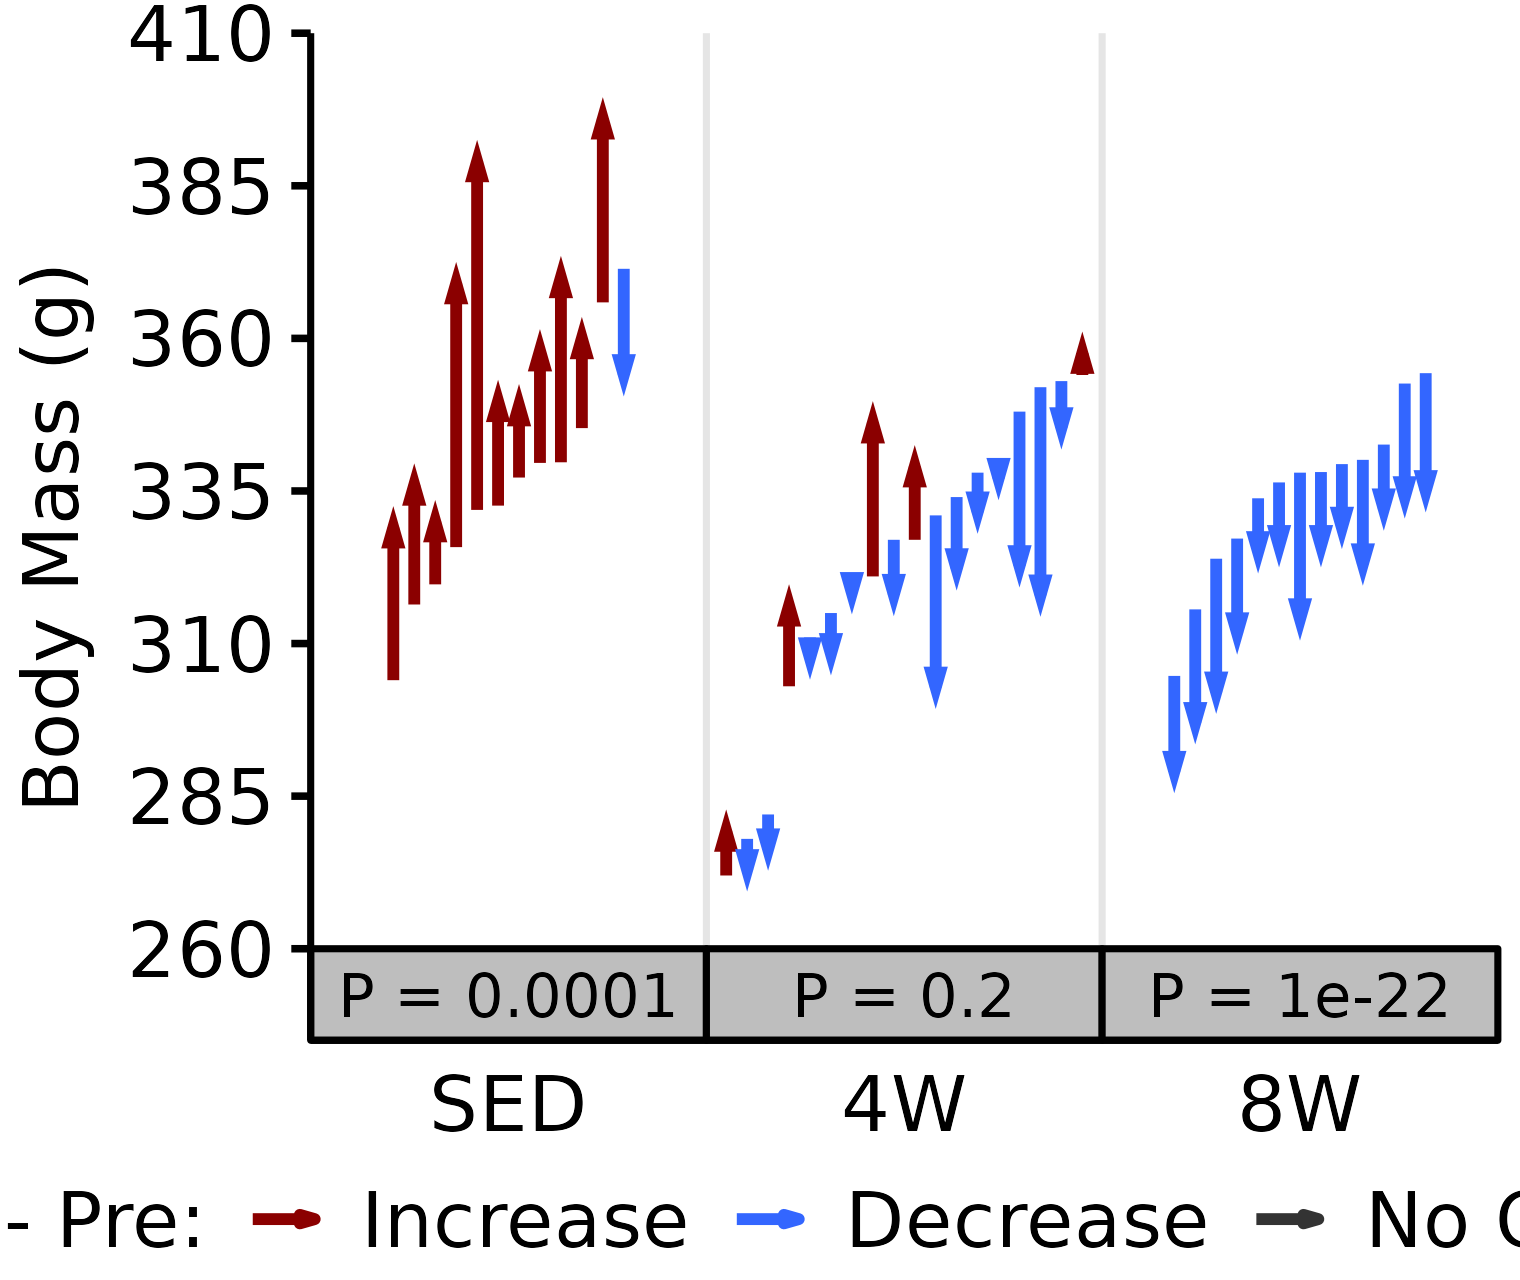 410
385
360
335
310
285
260
Body Mass (g)
P = 0.0001 P = 0.2 P = 1e-22
SED 4W 8W
- Pre: Increase Decrease No